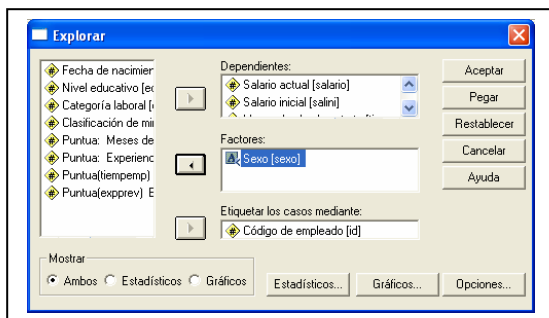 Explorar
Fecha de nacimier
Nivel educativo [ec
Categoría laboral [
Clasificación de mi
Puntua: Meses de
Puntua: Experienc
Puntua(tiempemp)
Puntua(expprev) E
Dependientes:
Salario actual [salario]
Salario inicial [salini]
Factores:
Sexo [sexo]
Etiquetar los casos mediante:
Código de empleado [id]
Aceptar
Pegar
Restablecer
Cancelar
Ayuda
Mostrar
Ambos Estadísticos Gráficos
Estadísticos... Gráficos... Opciones...